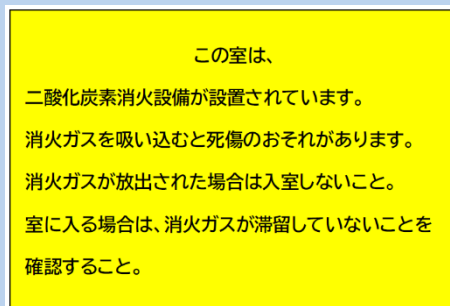 この室は、
二酸化炭素消火設備が設置されています。
消火ガスを吸い込むと死傷のおそれがあります。
消火ガスが放出された場合は入室しないこと。
室に入る場合は、消火ガスが滞留していないことを
確認すること。